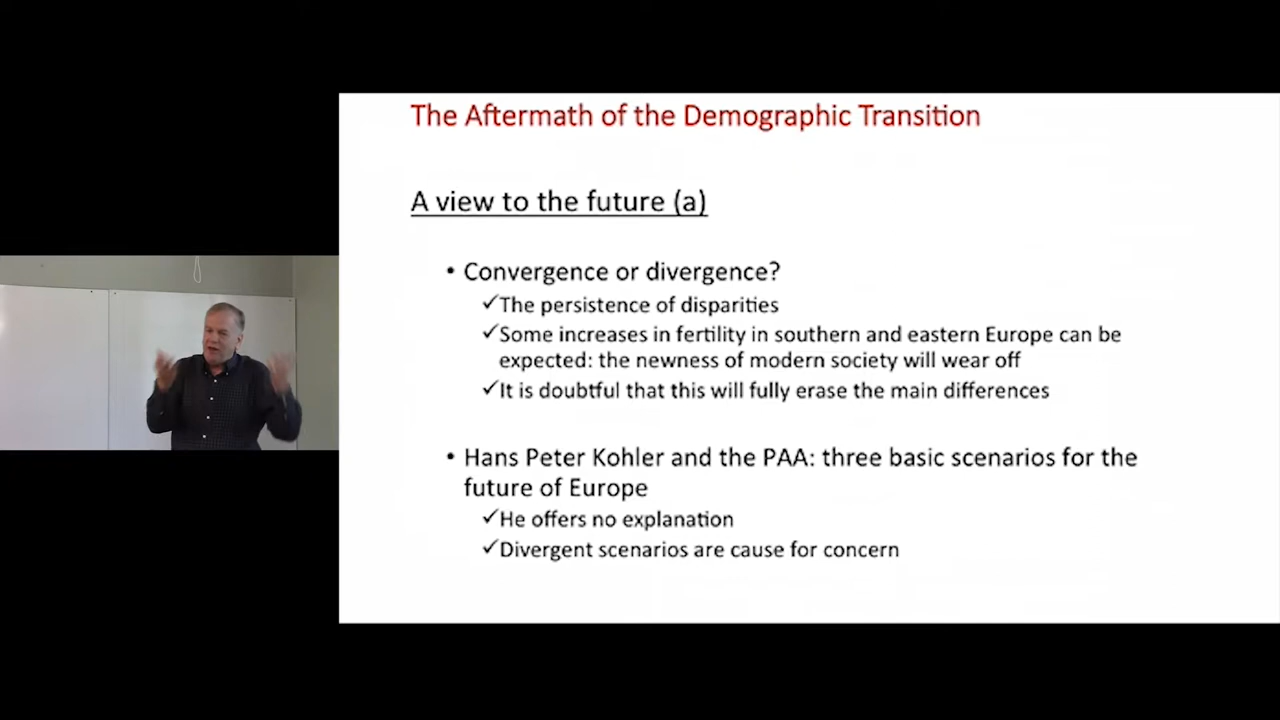 The Aftermath of the Demographic Transition
A view to the future (a)
• Convergence or divergence?
✓The persistence of disparities
✓Some increases in fertility in southern and eastern Europe can be
expected: the newness of modern society will wear off
✓It is doubtful that this will fully erase the main differences
• Hans Peter Kohler and the PAA: three basic scenarios for the
future of Europe
✓He offers no explanation
✓Divergent scenarios are cause for concern